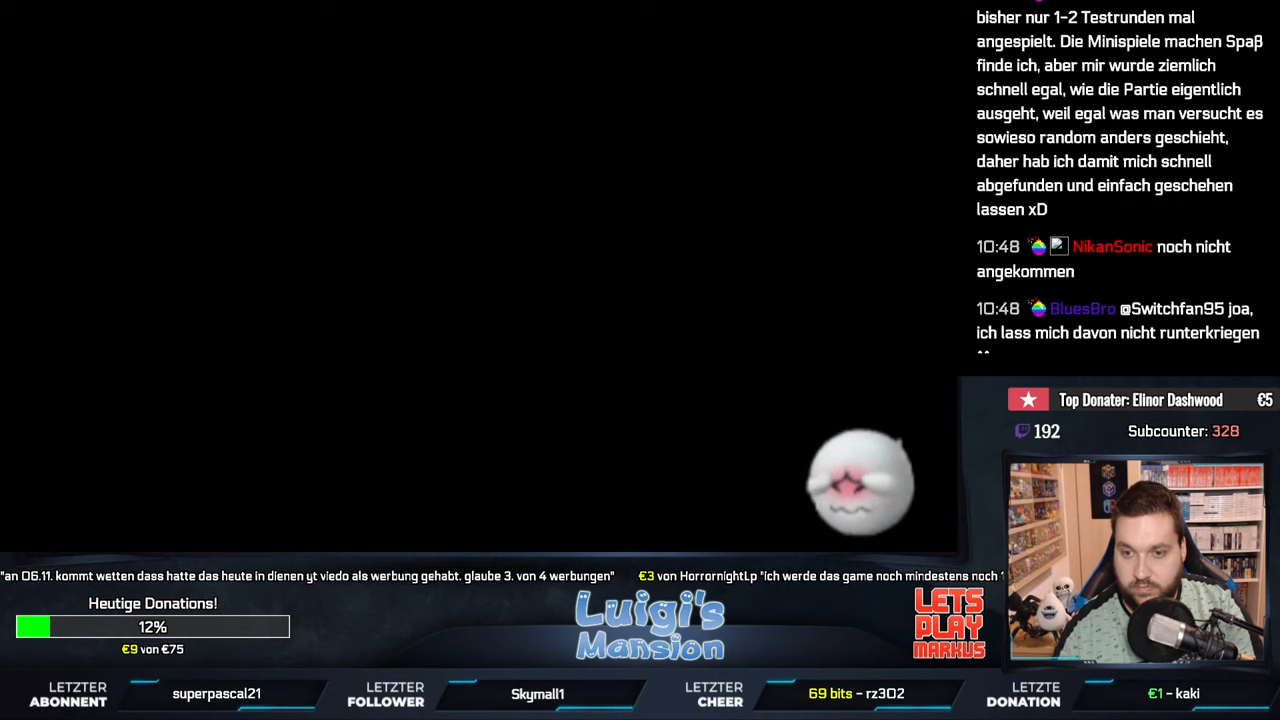 bisher nur 1-2 Testrunden mal
angespielt. Die Minispiele machen Spaß
finde ich, aber mir wurde ziemlich
schnell egal, wie die Partie eigentlich
ausgeht, weil egal was man versucht es
sowieso random anders geschieht,
daher hab ich damit mich schnell
abgefunden und einfach geschehen
lassen xD
10:48 NikanSonic noch nicht
angekommen
10:48 BluesBro @Switchfan95 joa,
ich lass mich davon nicht runterkriegen
^^
Top Donater: Elinor Dashwood €5
192 Subcounter: 328
"an 06.11. kommt wetten dass hatte das heute in dienen yt viedo als werbung gehabt. glaube 3. von 4 werbungen" €3 von HorrornightLp "ich werde das game noch mindestens noch 1
Heutige Donations!
12%
€9 von €75
Luigi's
Mansion
LETS
PLAY
MARKUS
LETZTER
ABONNENT
superpascal21
LETZTER
FOLLOWER
Skymall1
LETZTER
CHEER
69 bits - rz302
LETZTE
DONATION
€1 - kaki